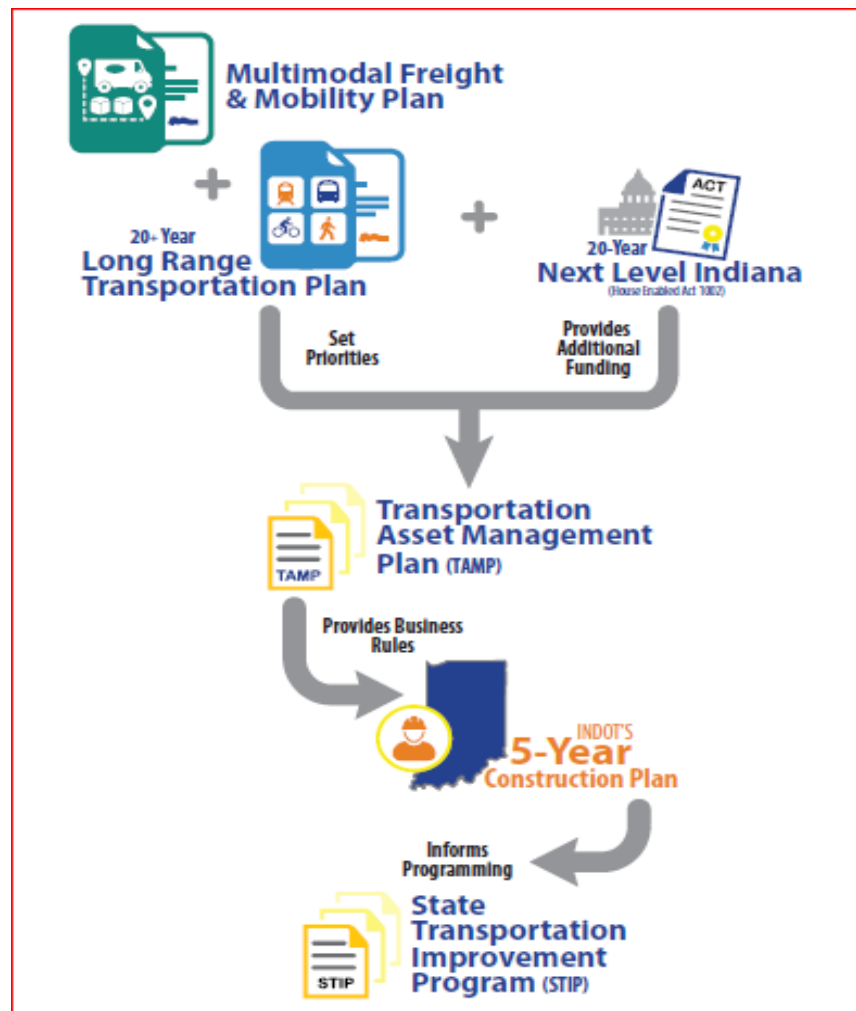 Multimodal Freight
& Mobility Plan
20+ Year
Long Range
Transportation Plan
ACT
20-Year
Next Level Indiana
(House Enabled Act 1002)
Set
Priorities
Provides
Additional
Funding
Transportation
Asset Management
Plan (TAMP)
TAMP
Provides Business
Rules
INDOT'S
5-Year
Construction Plan
Informs
Programming
State
Transportation
Improvement
Program (STIP)
STIP